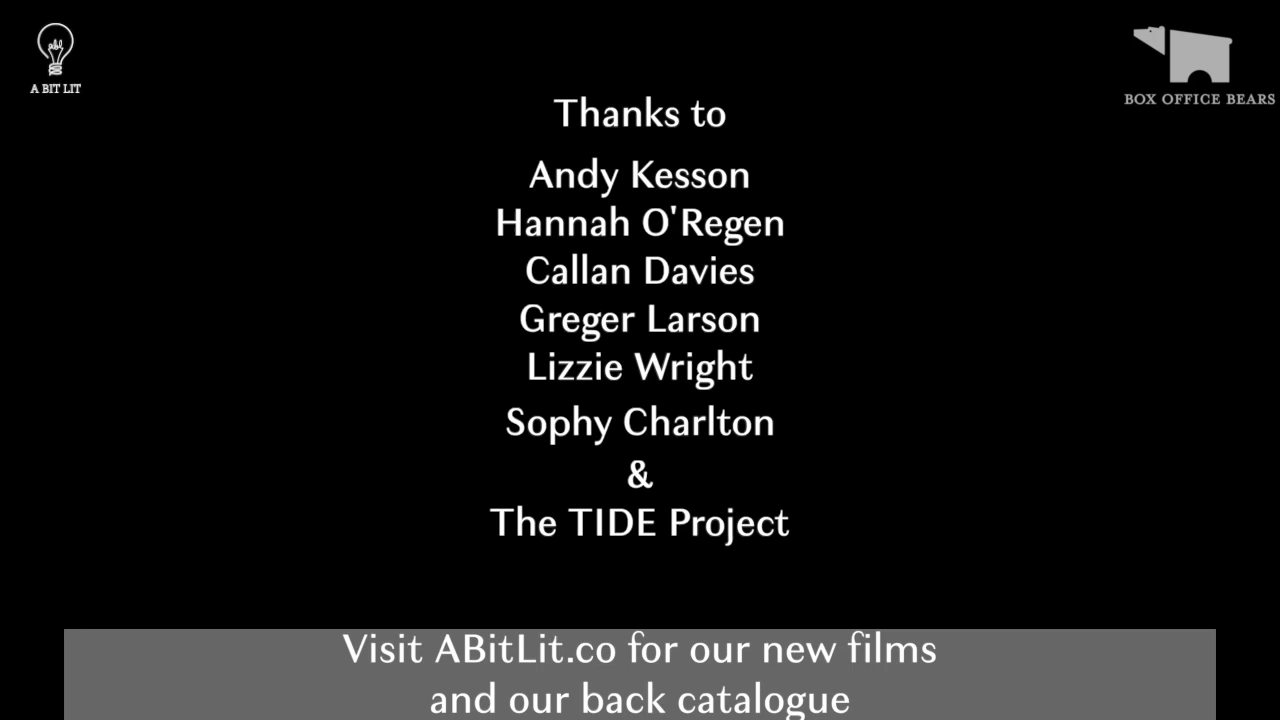 A BIT LIT
BOX OFFICE BEARS
Thanks to
Andy Kesson
Hannah O'Regen
Callan Davies
Greger Larson
Lizzie Wright
Sophy Charlton
&
The TIDE Project
Visit ABitLit.co for our new films
and our back catalogue